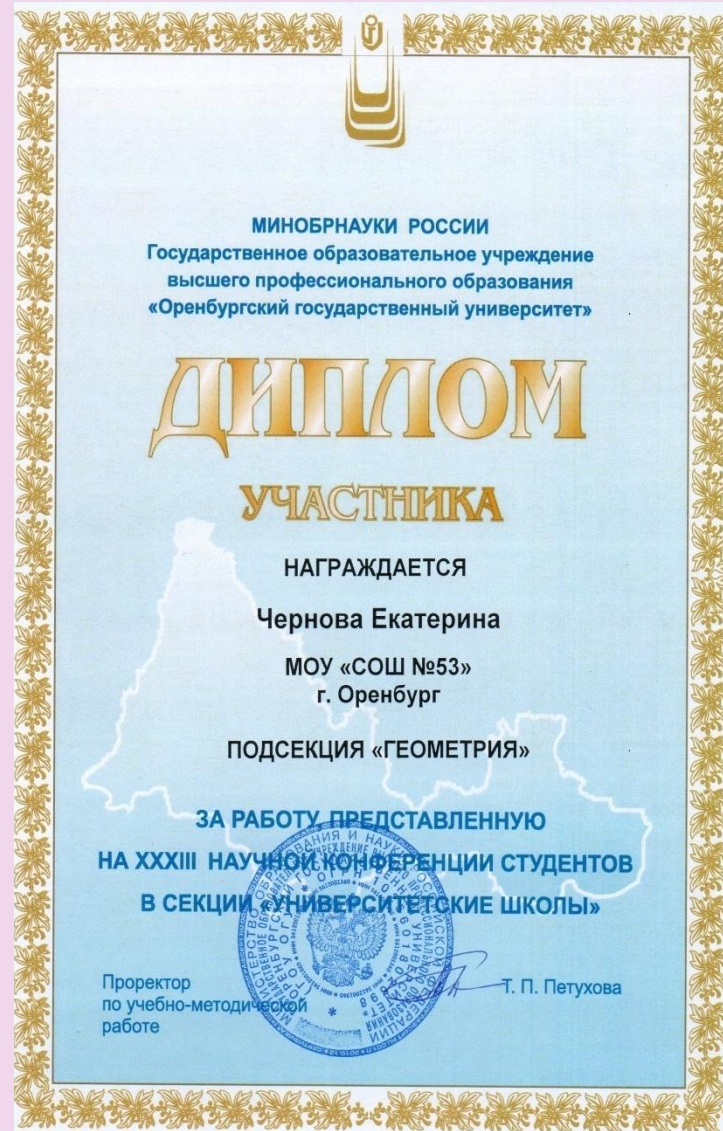 МИНОБРНАУКИ РОССИИ
Государственное образовательное учреждение
высшего профессионального образования
«Оренбургский государственный университет»
ДИПЛОМ
УЧАСТНИКА
НАГРАЖДАЕТСЯ
Чернова Екатерина
МОУ «СОШ №53»
г. Оренбург
ПОДСЕКЦИЯ «ГЕОМЕТРИЯ»
ЗА РАБОТУ, ПРЕДСТАВЛЕННУЮ
НА XXXIII НАУЧНОЙ КОНФЕРЕНЦИИ СТУДЕНТОВ
В СЕКЦИИ «УНИВЕРСИТЕТСКИЕ ШКОЛЫ»
Проректор
по учебно-методической
работе
Т. П. Петухова